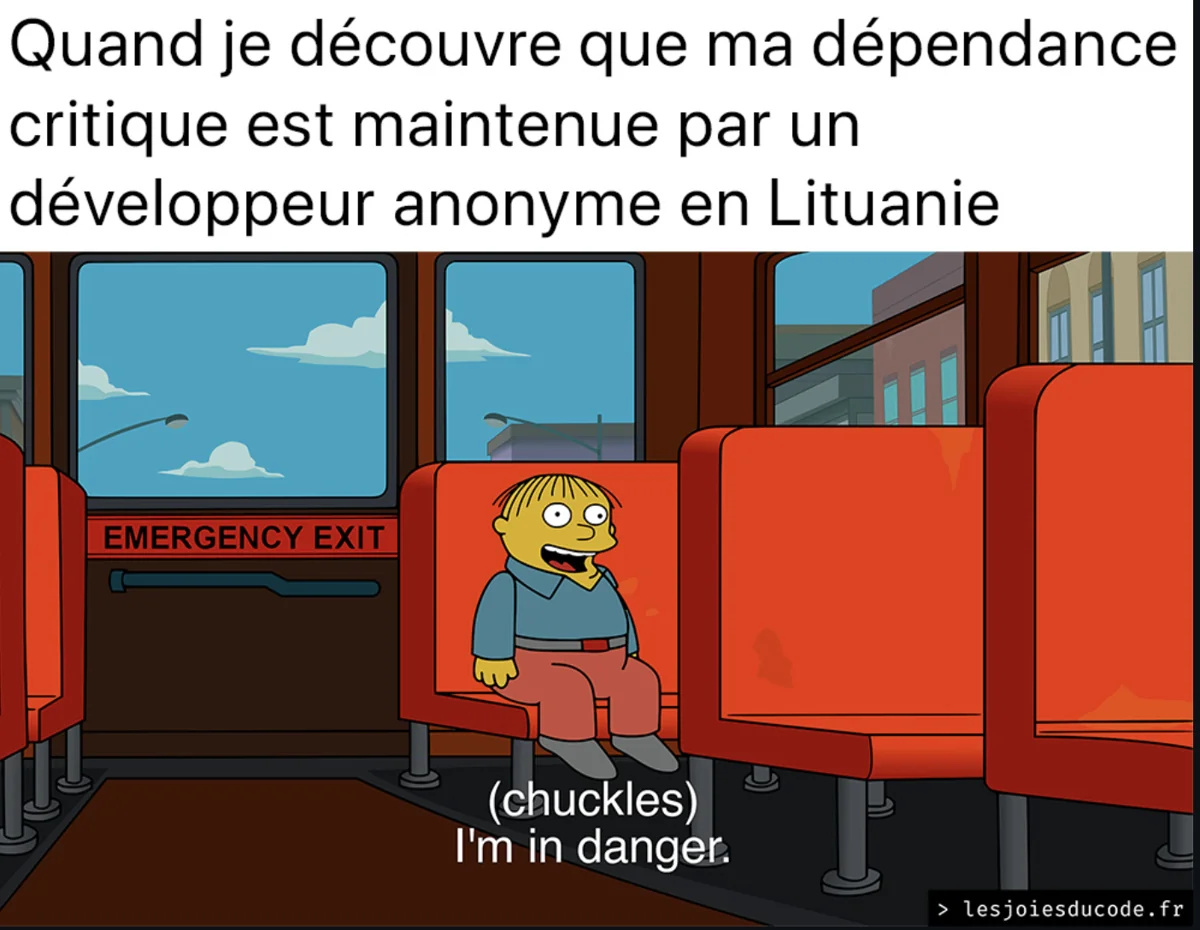 Quand je découvre que ma dépendance
critique est maintenue par un
développeur anonyme en Lituanie
EMERGENCY EXIT
(chuckles)
I'm in danger.
> lesjoiesducode.fr